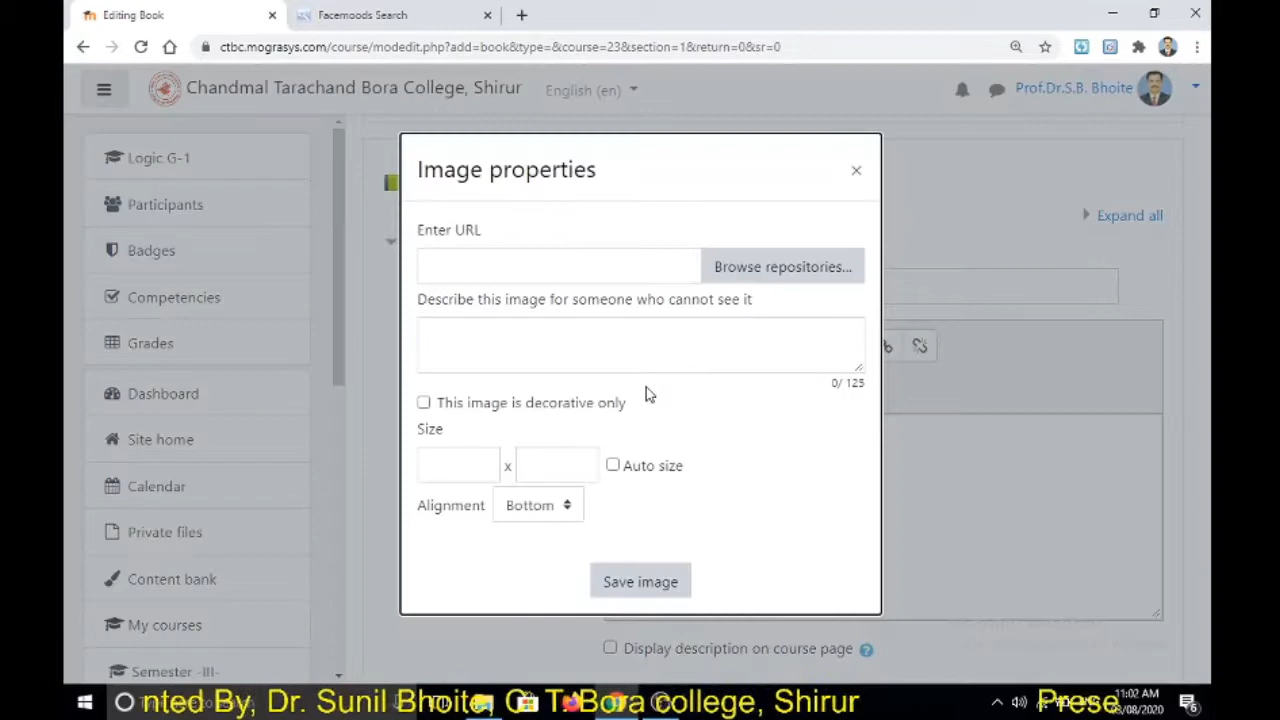 Editing Book
Facemoods Search
ctbc.mograsys.com/course/modedit.php?add=book&type=&course=23&section=1&return=0&sr=0
Chandmal Tarachand Bora College, Shirur
English (en)
Prof.Dr.S.B. Bhoite
Logic G-1
Participants
Badges
Competencies
Grades
Dashboard
Site home
Calendar
Private files
Content bank
My courses
Semester -III-
Expand all
Image properties
Enter URL
Browse repositories...
Describe this image for someone who cannot see it
0/ 125
This image is decorative only
Size
x
Auto size
Alignment
Bottom
Save image
Display description on course page
nted By, Dr. Sunil Bhoite C. T. Bora college, Shirur
Prese
11:02 AM
/08/2020
6